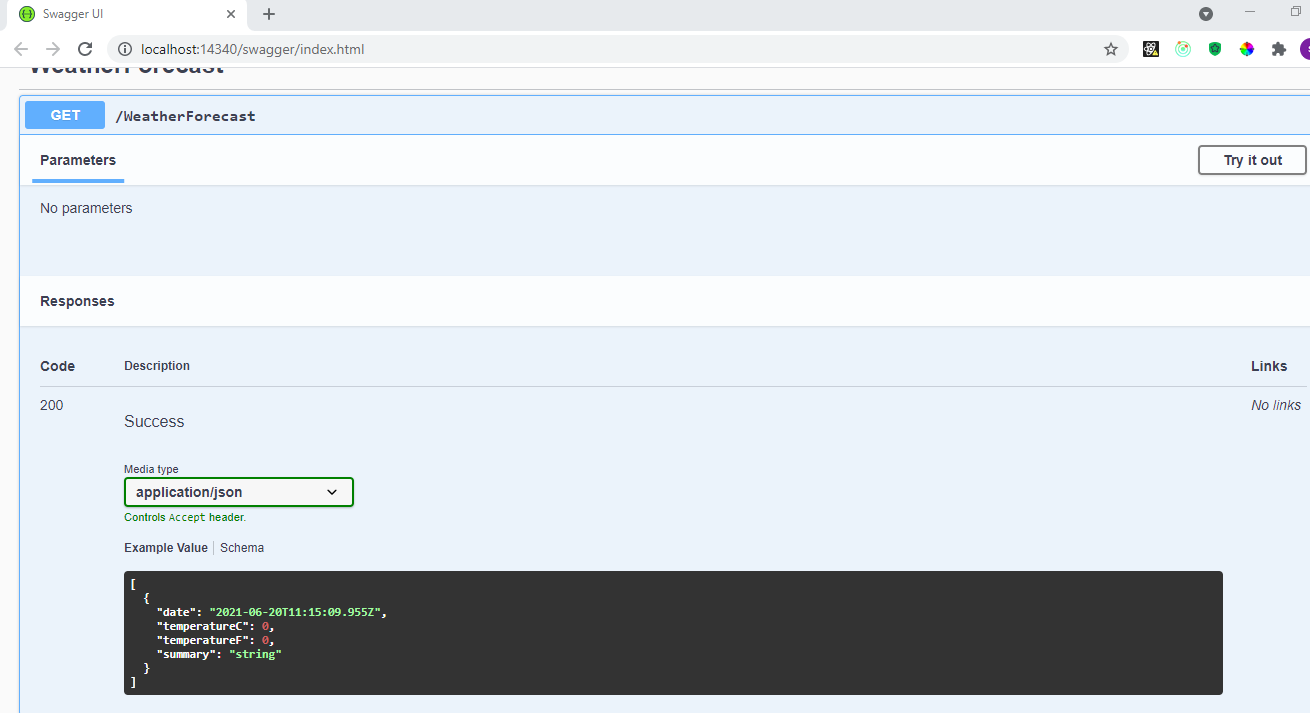 Swagger UI
localhost:14340/swagger/index.html
WeatherForecast
GET /WeatherForecast
Parameters
Try it out
No parameters
Responses
Code Description Links
200 Success No links
Media type
application/json
Controls Accept header.
Example Value Schema
[
{
"date": "2021-06-20T11:15:09.955Z",
"temperatureC": 0,
"temperatureF": 0,
"summary": "string"
}
]